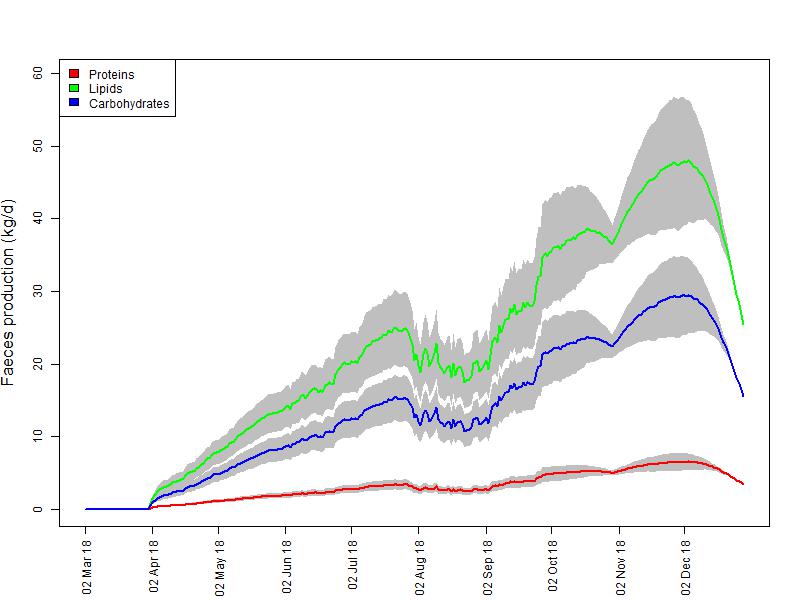 Proteins
Lipids
Carbohydrates
Faeces production (kg/d)
60
50
40
30
20
10
0
02 Mar 18
02 Apr 18
02 May 18
02 Jun 18
02 Jul 18
02 Aug 18
02 Sep 18
02 Oct 18
02 Nov 18
02 Dec 18